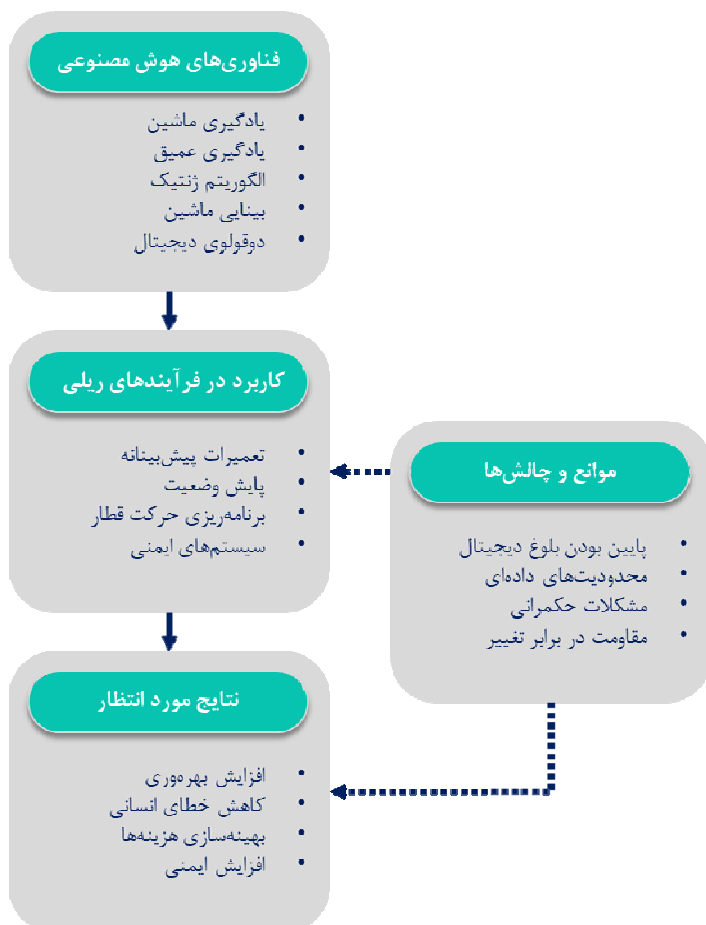 فناوری‌های هوش مصنوعی
• یادگیری ماشین
• یادگیری عمیق
• الگوریتم ژنتیک
• بینایی ماشین
• دوقولوی دیجیتال
کاربرد در فرآیندهای ریلی
• تعمیرات پیش‌بینانه
• پایش وضعیت
• برنامه‌ریزی حرکت قطار
• سیستم‌های ایمنی
موانع و چالش‌ها
• پایین بودن بلوغ دیجیتال
• محدودیت‌های داده‌ای
• مشکلات حکمرانی
• مقاومت در برابر تغییر
نتایج مورد انتظار
• افزایش بهره‌وری
• کاهش خطای انسانی
• بهینه‌سازی هزینه‌ها
• افزایش ایمنی